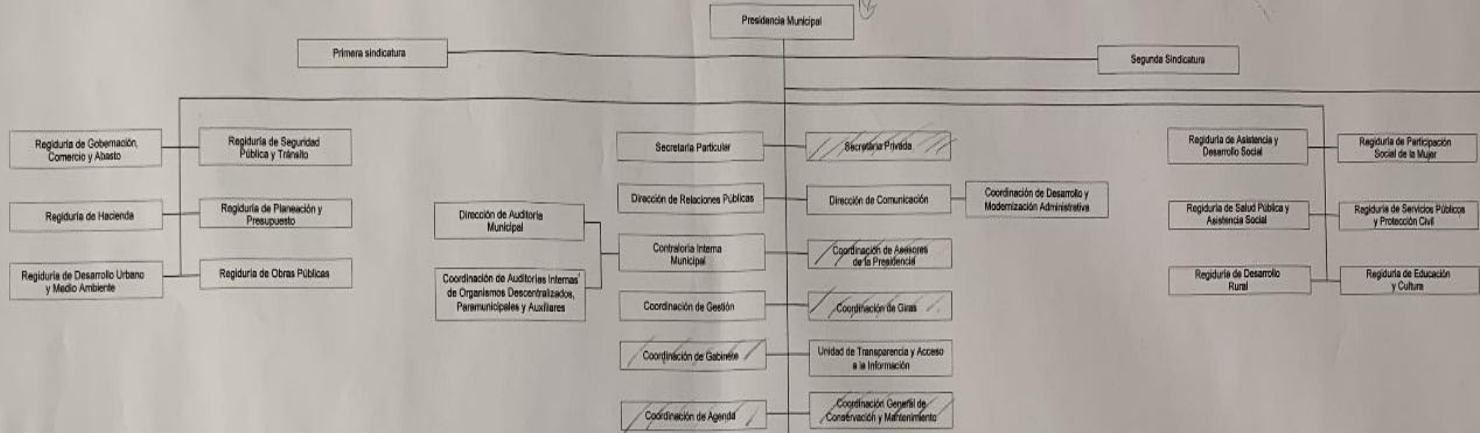 Presidencia Municipal
Primera sindicatura
Segunda Sindicatura
Regiduría de Gobernación,
Comercio y Abasto
Regiduría de Seguridad
Pública y Tránsito
Regiduría de Hacienda
Regiduría de Planeación y
Presupuesto
Regiduría de Desarrollo Urbano
y Medio Ambiente
Regiduría de Obras Públicas
Dirección de Auditoría
Municipal
Coordinación de Auditorías Internas
de Organismos Descentralizados,
Paramunicipales y Auxiliares
Secretaría Particular
Secretaría Privada
Dirección de Relaciones Públicas
Dirección de Comunicación
Coordinación de Desarrollo y
Modernización Administrativa
Contraloría Interna
Municipal
Coordinación de Asesores
de la Presidencia
Coordinación de Gestión
Coordinación de Giras
Coordinación de Gabinete
Unidad de Transparencia y Acceso
a la Información
Coordinación de Agenda
Coordinación General de
Conservación y Mantenimiento
Regiduría de Asistencia y
Desarrollo Social
Regiduría de Participación
Social de la Mujer
Regiduría de Salud Pública y
Asistencia Social
Regiduría de Servicios Públicos
y Protección Civil
Regiduría de Desarrollo
Rural
Regiduría de Educación
y Cultura